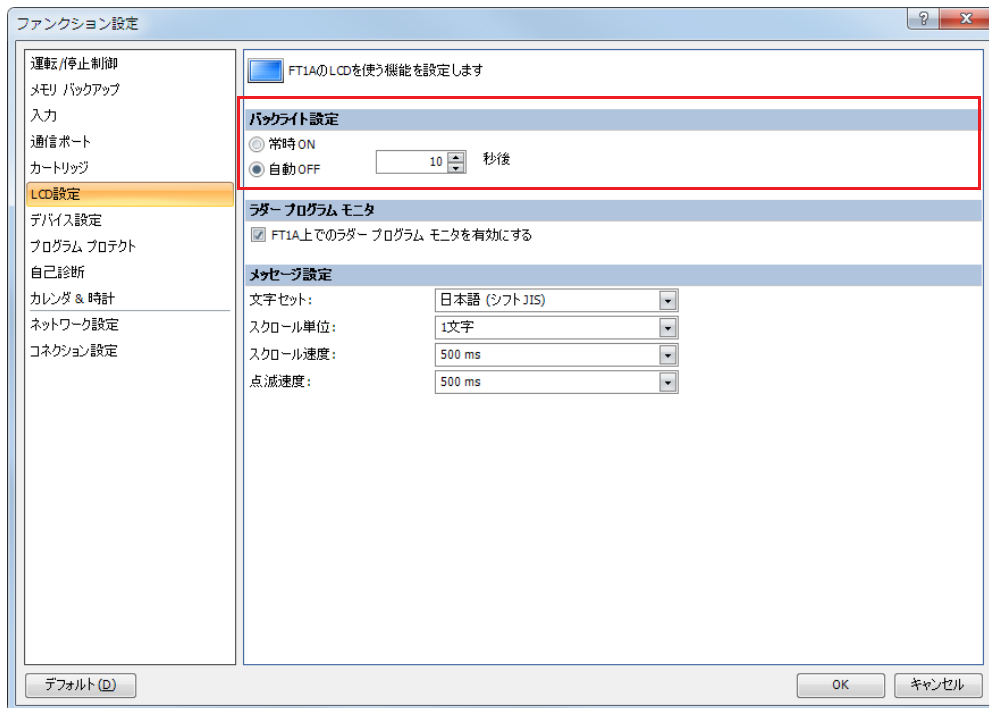 ファンクション設定
運転/停止制御
メモリ バックアップ
入力
通信ポート
カートリッジ
LCD設定
デバイス設定
プログラム プロテクト
自己診断
カレンダ & 時計
ネットワーク設定
コネクション設定
FT1AのLCDを使う機能を設定します
バックライト設定
常時ON
自動OFF 10 秒後
ラダー プログラム モニタ
FT1A上でのラダー プログラム モニタを有効にする
メッセージ設定
文字セット: 日本語 (シフトJIS)
スクロール単位: 1文字
スクロール速度: 500 ms
点滅速度: 500 ms
デフォルト(D) OK キャンセル